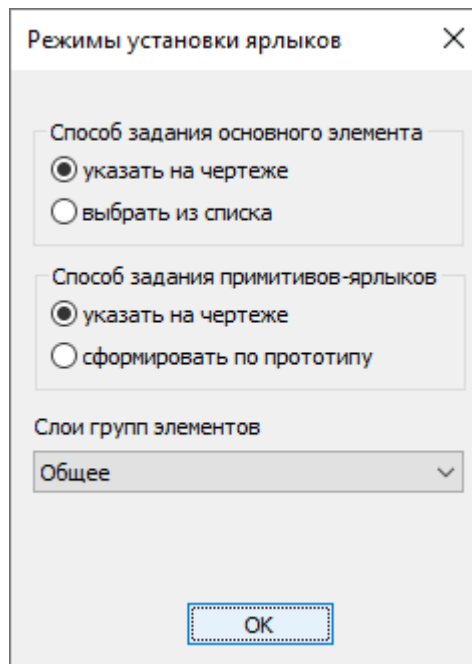 Режимы установки ярлыков
Способ задания основного элемента
указать на чертеже
выбрать из списка
Способ задания примитивов-ярлыков
указать на чертеже
сформировать по прототипу
Слои групп элементов
Общее
OK